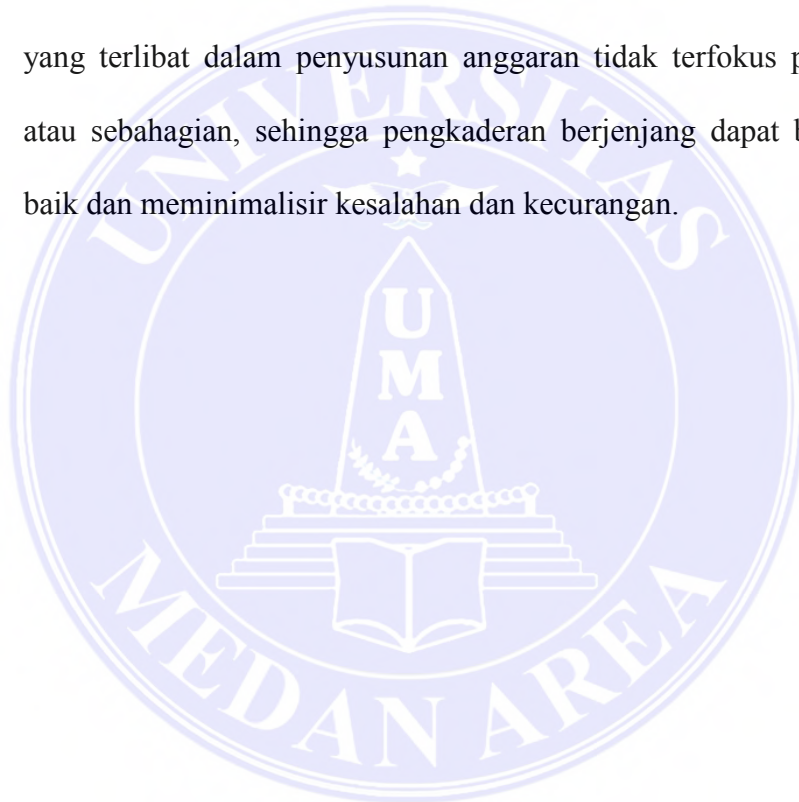 yang terlibat dalam penyusunan anggaran tidak terfokus p
atau sebahagian, sehingga pengkaderan berjenjang dapat b
baik dan meminimalisir kesalahan dan kecurangan.
UNIVERSITAS
U
M
A
MEDAN AREA